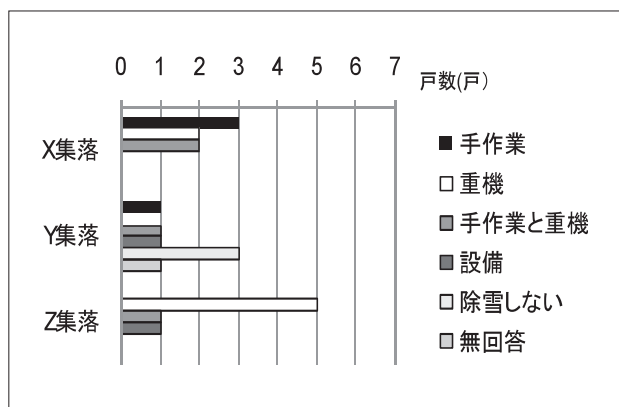 0 1 2 3 4 5 6 7
戸数(戸)
X集落
Y集落
Z集落
手作業
重機
手作業と重機
設備
除雪しない
無回答